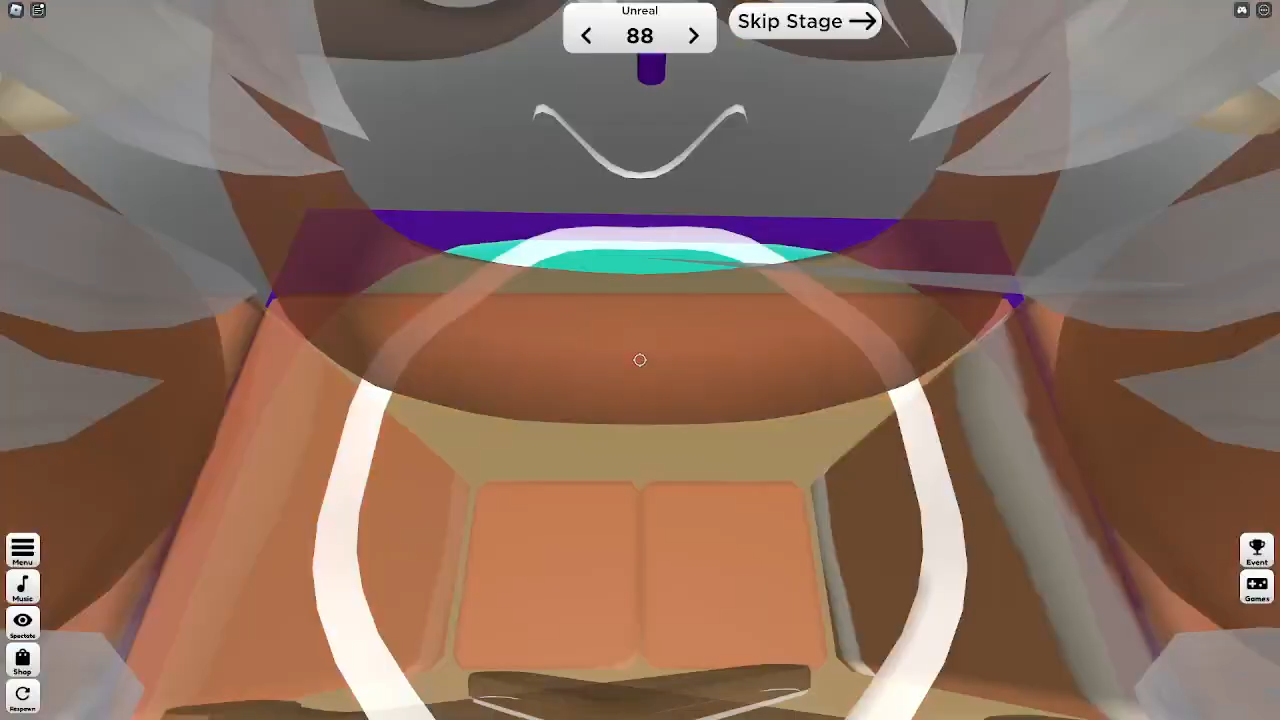 Unreal
88
Skip Stage
Menu
Music
Spectate
Shop
Respawn
Event
Games